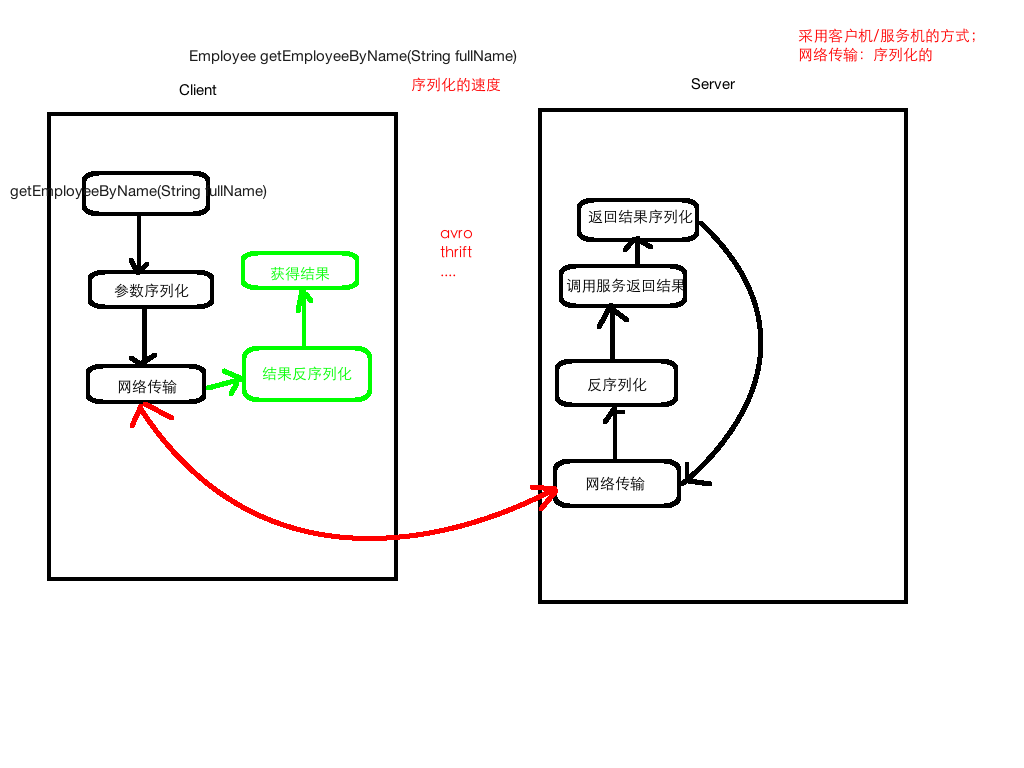 采用客户机/服务机的方式；
网络传输：序列化的
Employee getEmployeeByName(String fullName)
序列化的速度
Client
Server
getEmployeeByName(String fullName)
参数序列化
网络传输
获得结果
结果反序列化
avro
thrift
....
返回结果序列化
调用服务返回结果
反序列化
网络传输